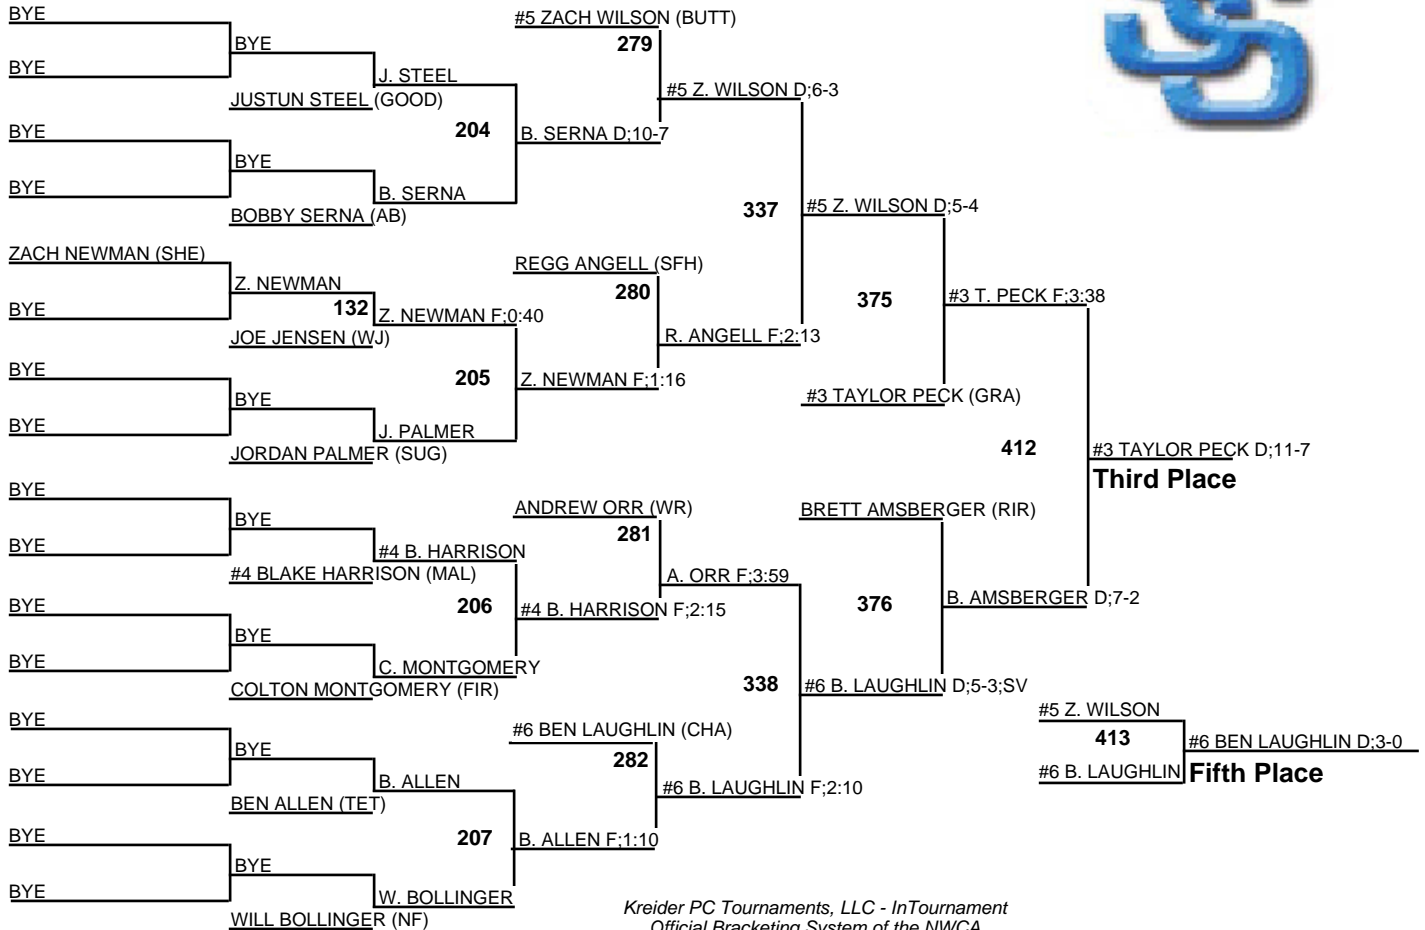 BYE
#5 ZACH WILSON (BUTT)
BYE
279
BYE
J. STEEL
#5 Z. WILSON D;6-3
JUSTUN STEEL (GOOD)
BYE
204
B. SERNA D;10-7
BYE
BYE
B. SERNA
337
#5 Z. WILSON D;5-4
BOBBY SERNA (AB)
ZACH NEWMAN (SHE)
REGG ANGELL (SFH)
Z. NEWMAN
280
375
#3 T. PECK F;3:38
BYE
132
Z. NEWMAN F;0:40
JOE JENSEN (WJ)
R. ANGELL F;2:13
BYE
205
Z. NEWMAN F;1:16
BYE
#3 TAYLOR PECK (GRA)
BYE
J. PALMER
JORDAN PALMER (SUG)
412
#3 TAYLOR PECK D;11-7
Third Place
BYE
ANDREW ORR (WR)
BRETT AMSBERGER (RIR)
BYE
281
BYE
#4 B. HARRISON
#4 BLAKE HARRISON (MAL)
A. ORR F;3:59
BYE
206
#4 B. HARRISON F;2:15
376
B. AMSBERGER D;7-2
BYE
BYE
C. MONTGOMERY
COLTON MONTGOMERY (FIR)
338
#6 B. LAUGHLIN D;5-3;SV
BYE
#6 BEN LAUGHLIN (CHA)
#5 Z. WILSON
BYE
282
413
#6 BEN LAUGHLIN D;3-0
BYE
B. ALLEN
#6 B. LAUGHLIN F;2:10
#6 B. LAUGHLIN
Fifth Place
BEN ALLEN (TET)
BYE
207
B. ALLEN F;1:10
BYE
BYE
W. BOLLINGER
WILL BOLLINGER (NF)
Kreider PC Tournaments, LLC - InTournament
Official Bracketing System of the NWCA